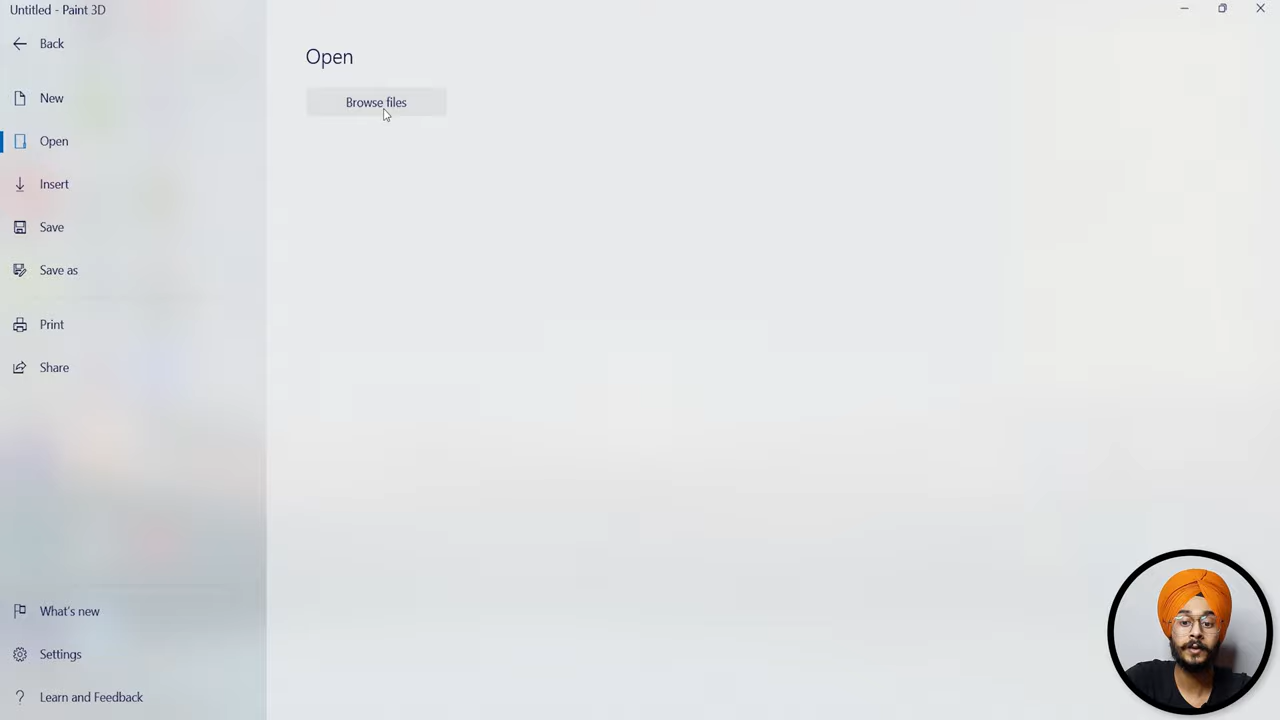 Untitled - Paint 3D
Back
New
Open
Insert
Save
Save as
Print
Share
What's new
Settings
Learn and Feedback
Open
Browse files